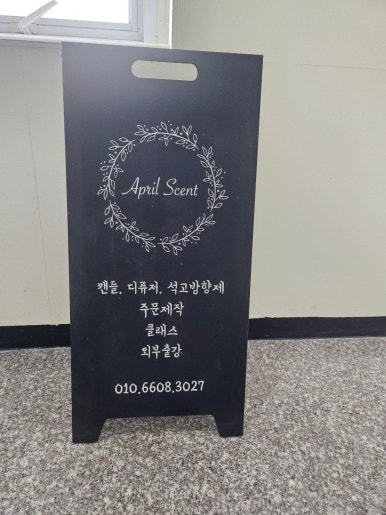 April Scent
캔들. 디퓨저. 석고방향제
주문제작
클래스
외부출강
010.6608.3027